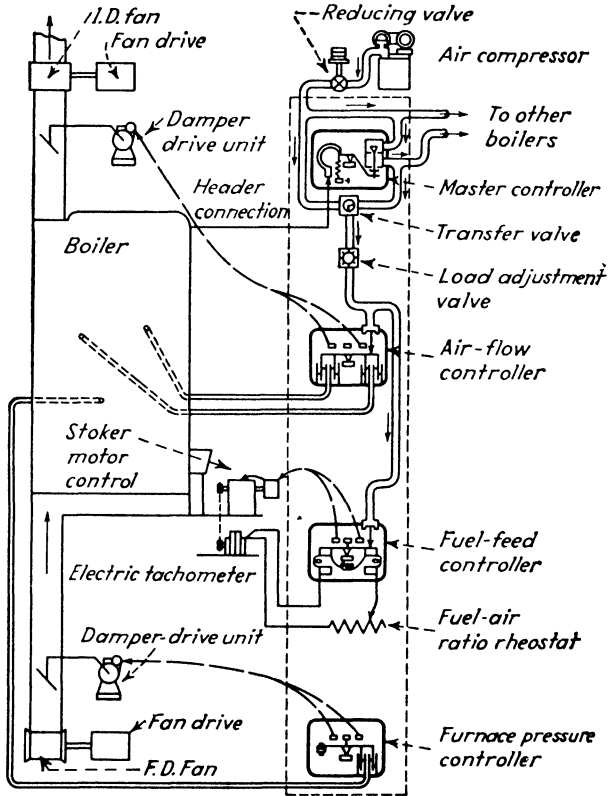 I.D. fan
Fan drive
Reducing valve
Air compressor
Damper
drive unit
To other
boilers
Header
connection
Master controller
Transfer valve
Boiler
Load adjustment
valve
Air-flow
controller
Stoker
motor
control
Fuel-feed
controller
Electric tachometer
Fuel-air
ratio rheostat
Damper-drive unit
Fan drive
Furnace pressure
controller
F.D. Fan